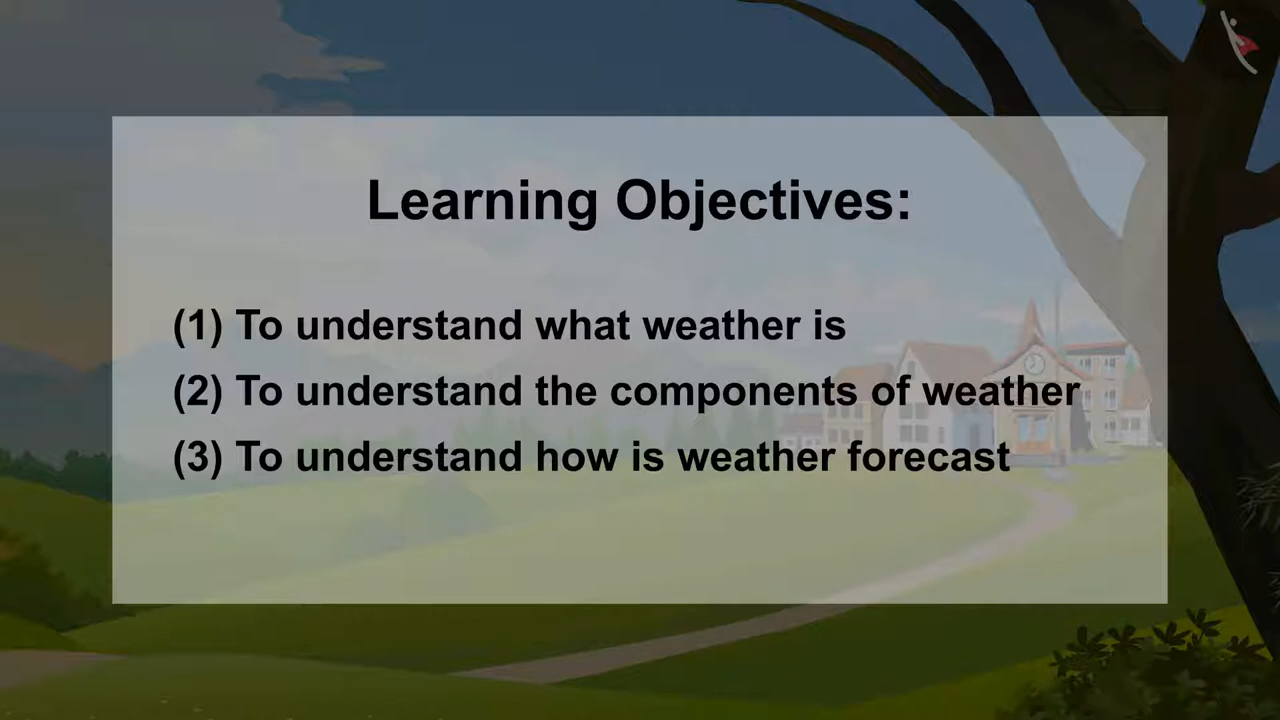 Learning Objectives:
(1) To understand what weather is
(2) To understand the components of weather
(3) To understand how is weather forecast